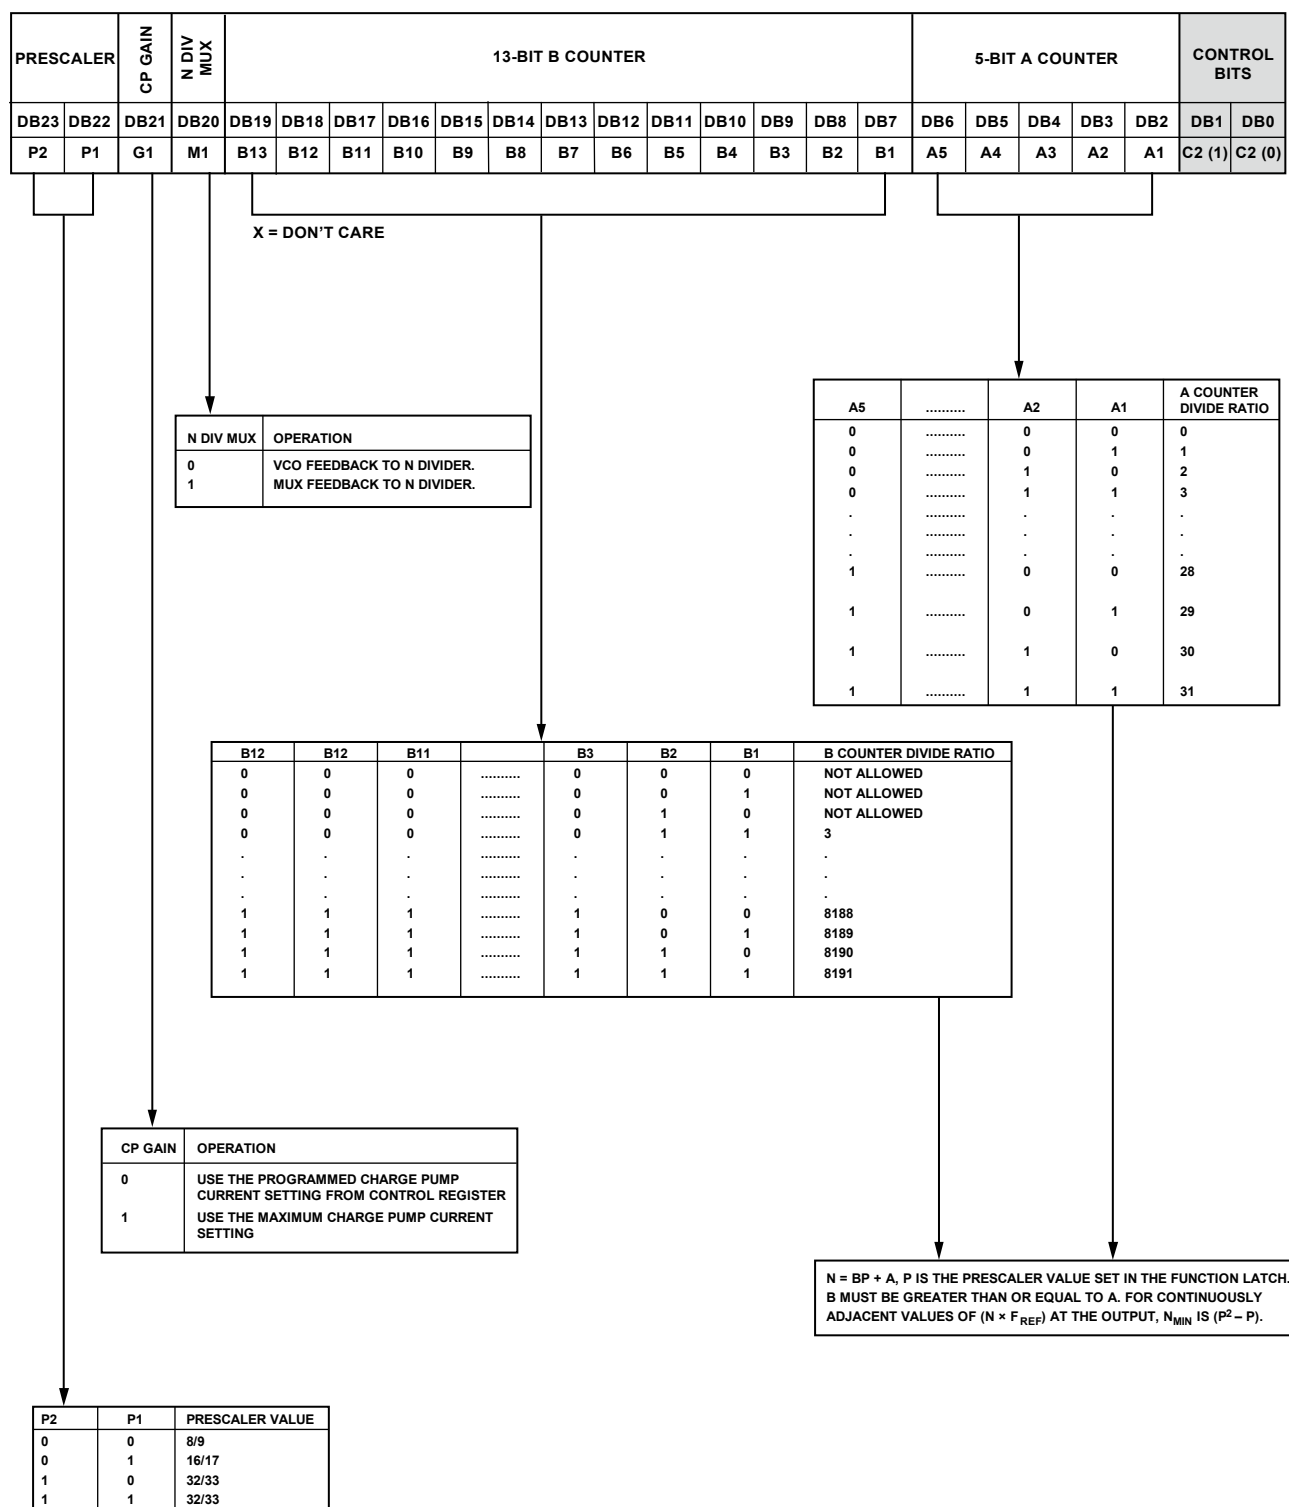 PRESCALER CP GAIN N DIV MUX 13-BIT B COUNTER 5-BIT A COUNTER CONTROL BITS
DB23 DB22 DB21 DB20 DB19 DB18 DB17 DB16 DB15 DB14 DB13 DB12 DB11 DB10 DB9 DB8 DB7 DB6 DB5 DB4 DB3 DB2 DB1 DB0
P2 P1 G1 M1 B13 B12 B11 B10 B9 B8 B7 B6 B5 B4 B3 B2 B1 A5 A4 A3 A2 A1 C2 (1) C2 (0)
X = DON'T CARE
N DIV MUX OPERATION
0 VCO FEEDBACK TO N DIVIDER.
1 MUX FEEDBACK TO N DIVIDER.
A5 .......... A2 A1 A COUNTER DIVIDE RATIO
0 .......... 0 0 0
0 .......... 0 1 1
0 .......... 1 0 2
0 .......... 1 1 3
. .......... . . .
. .......... . . .
. .......... . . .
1 .......... 0 0 28
1 .......... 0 1 29
1 .......... 1 0 30
1 .......... 1 1 31
B12 B12 B11 B3 B2 B1 B COUNTER DIVIDE RATIO
0 0 0 .......... 0 0 0 NOT ALLOWED
0 0 0 .......... 0 0 1 NOT ALLOWED
0 0 0 .......... 0 1 0 NOT ALLOWED
0 0 0 .......... 0 1 1 3
. . . .......... . . . .
. . . .......... . . . .
. . . .......... . . . .
1 1 1 .......... 1 0 0 8188
1 1 1 .......... 1 0 1 8189
1 1 1 .......... 1 1 0 8190
1 1 1 .......... 1 1 1 8191
CP GAIN OPERATION
0 USE THE PROGRAMMED CHARGE PUMP
CURRENT SETTING FROM CONTROL REGISTER
1 USE THE MAXIMUM CHARGE PUMP CURRENT
SETTING
N = BP + A, P IS THE PRESCALER VALUE SET IN THE FUNCTION LATCH.
B MUST BE GREATER THAN OR EQUAL TO A. FOR CONTINUOUSLY
ADJACENT VALUES OF (N × FREF) AT THE OUTPUT, NMIN IS (P² – P).
P2 P1 PRESCALER VALUE
0 0 8/9
0 1 16/17
1 0 32/33
1 1 32/33